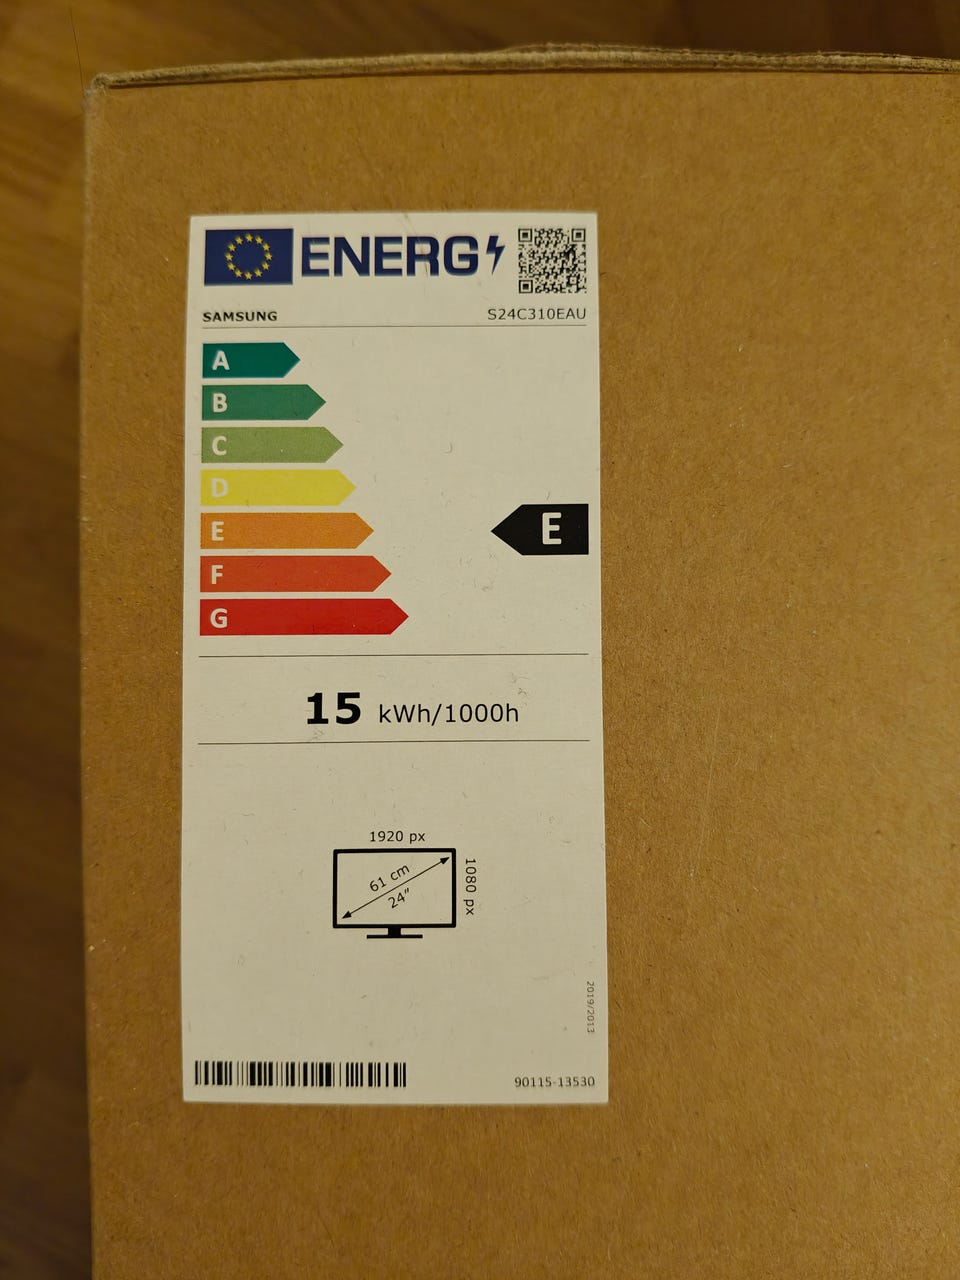 ENERG
SAMSUNG S24C310EAU
A
B
C
D
E
E
F
G
15 kWh/1000h
1920 px
61 cm
24"
1080 px
2019/2013
90115-13530